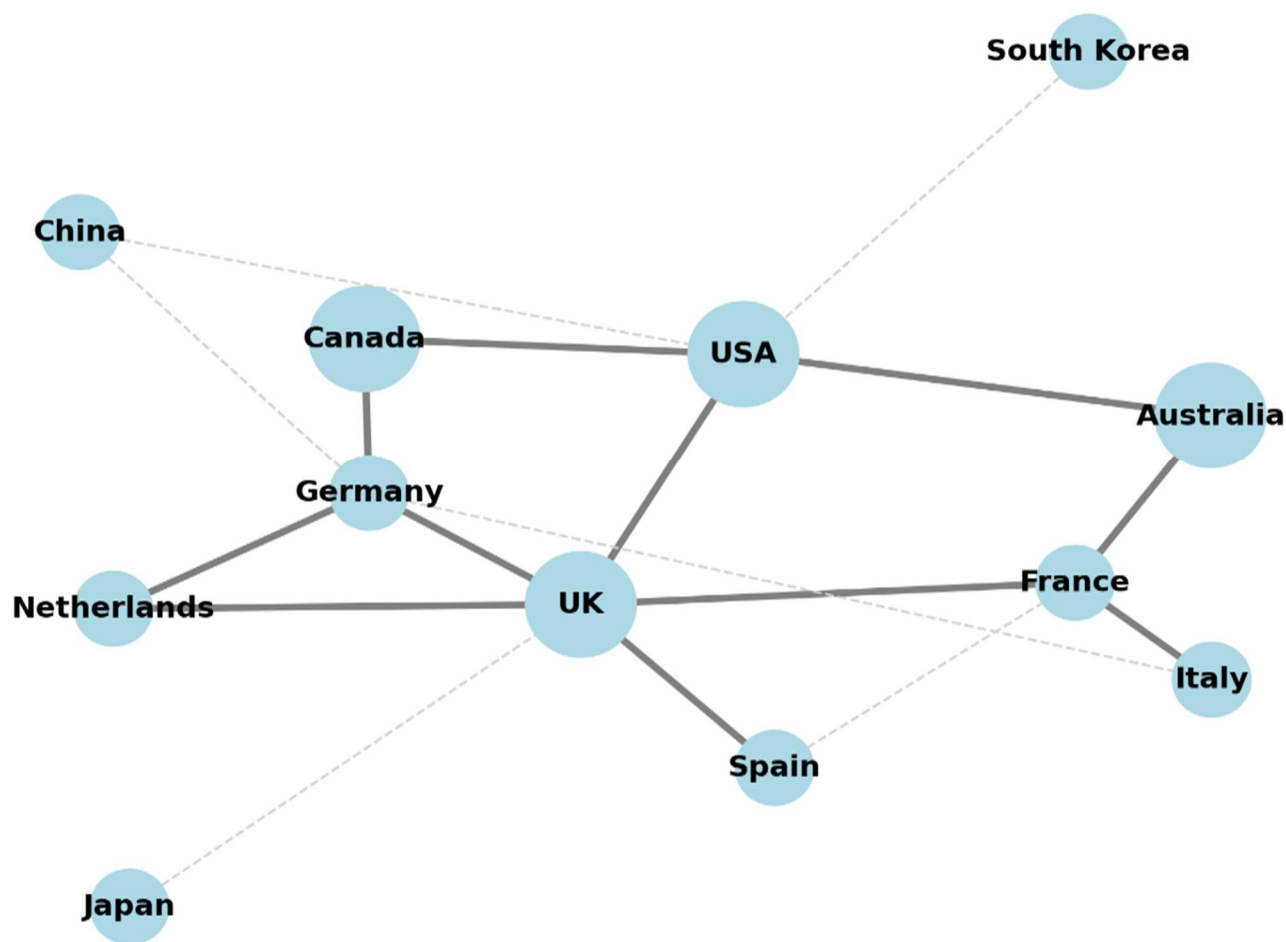 South Korea
China
Canada
USA
Australia
Germany
France
UK
Netherlands
Italy
Spain
Japan